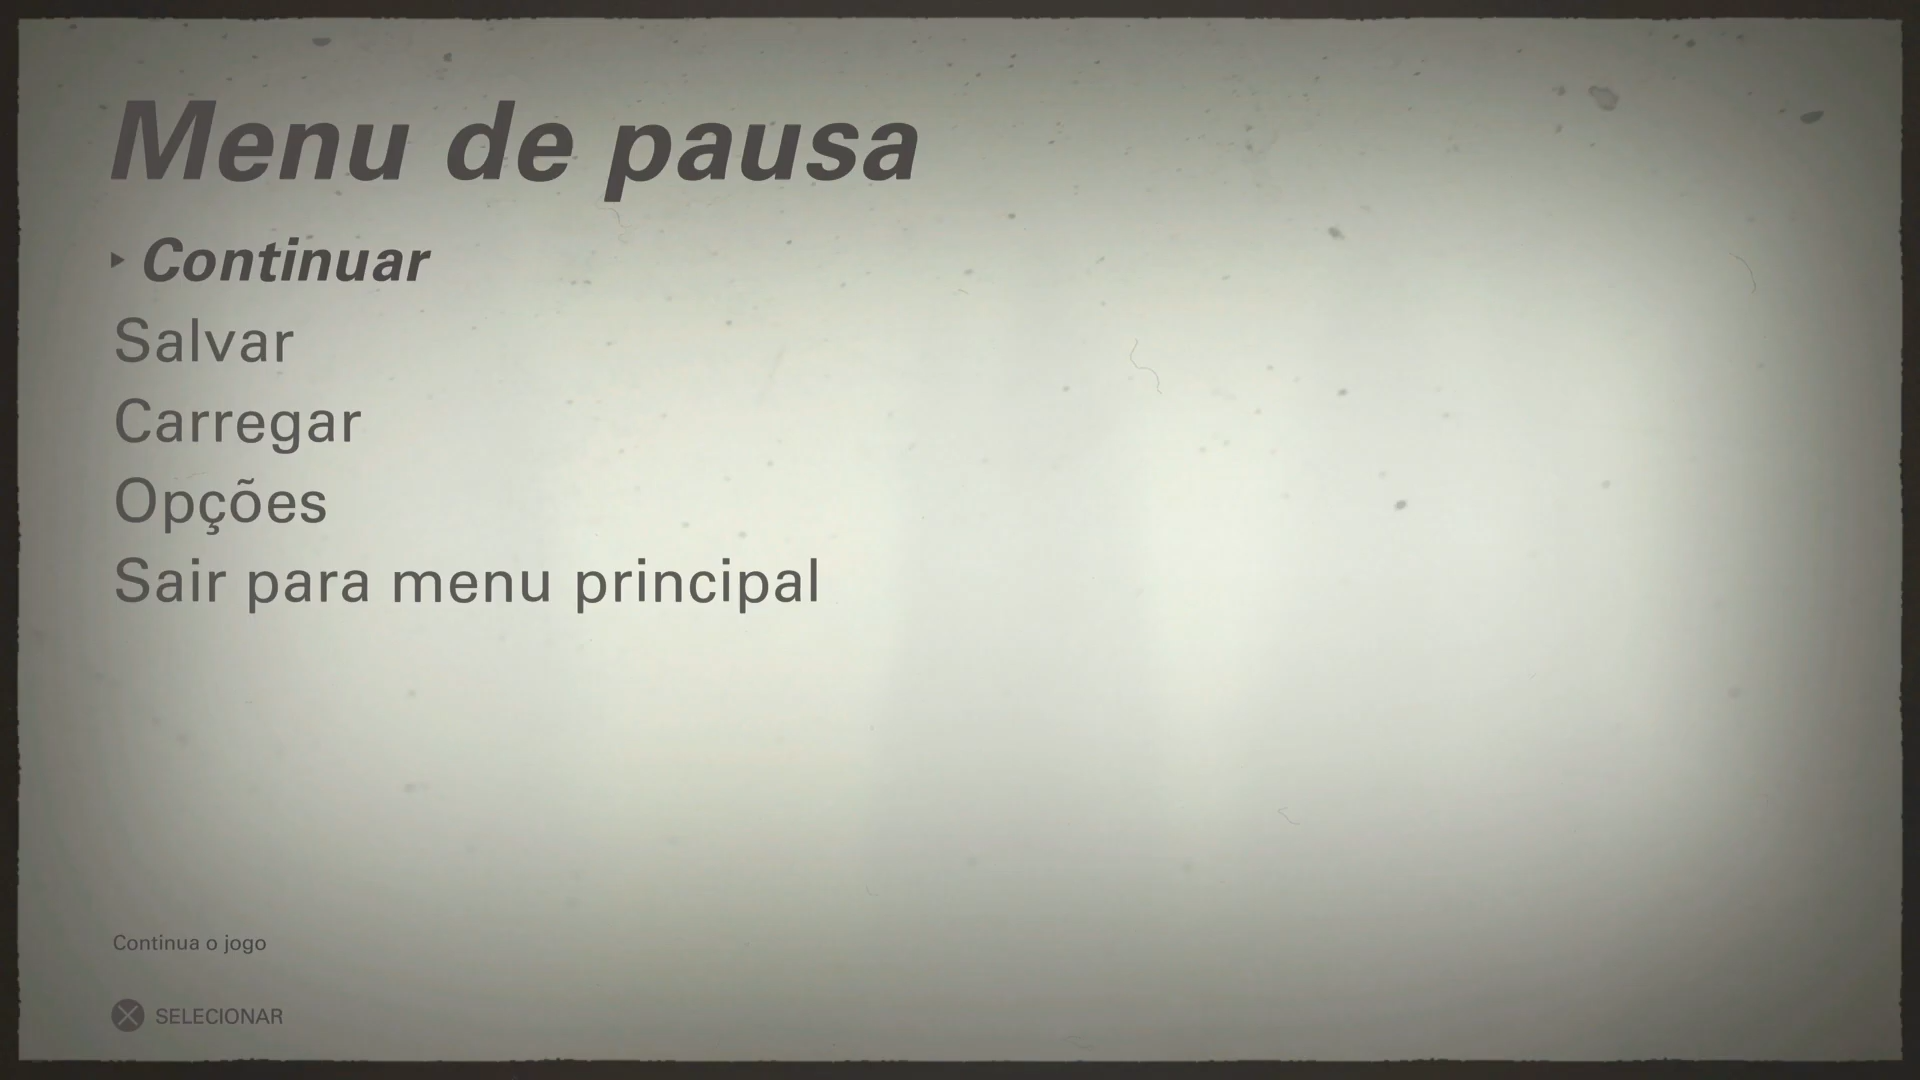 Menu de pausa
Continuar
Salvar
Carregar
Opções
Sair para menu principal
Continua o jogo
SELECIONAR